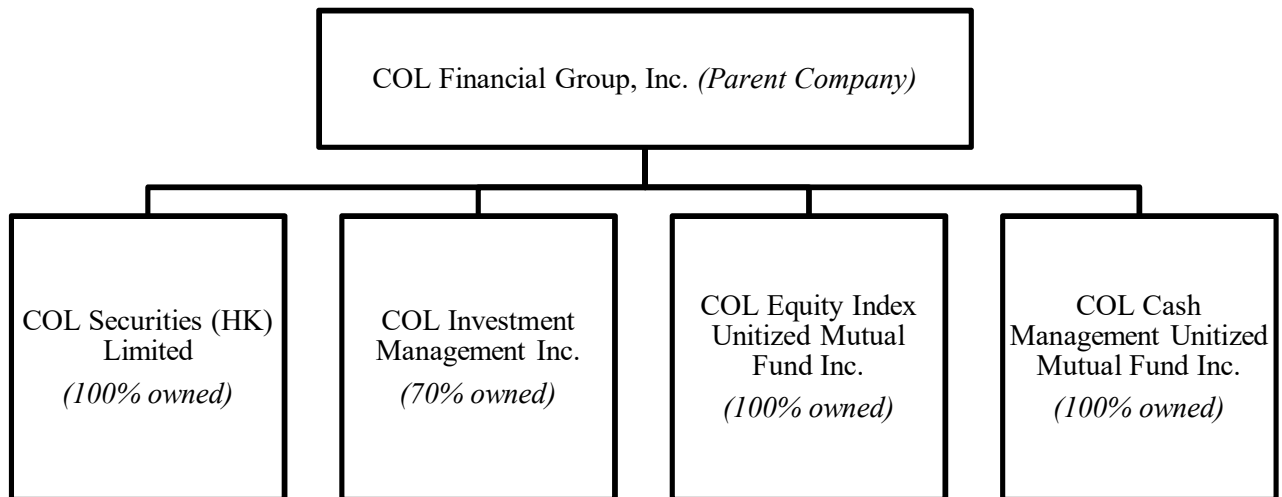 COL Financial Group, Inc. (Parent Company)
COL Securities (HK)
Limited
(100% owned)
COL Investment
Management Inc.
(70% owned)
COL Equity Index
Unitized Mutual
Fund Inc.
(100% owned)
COL Cash
Management Unitized
Mutual Fund Inc.
(100% owned)